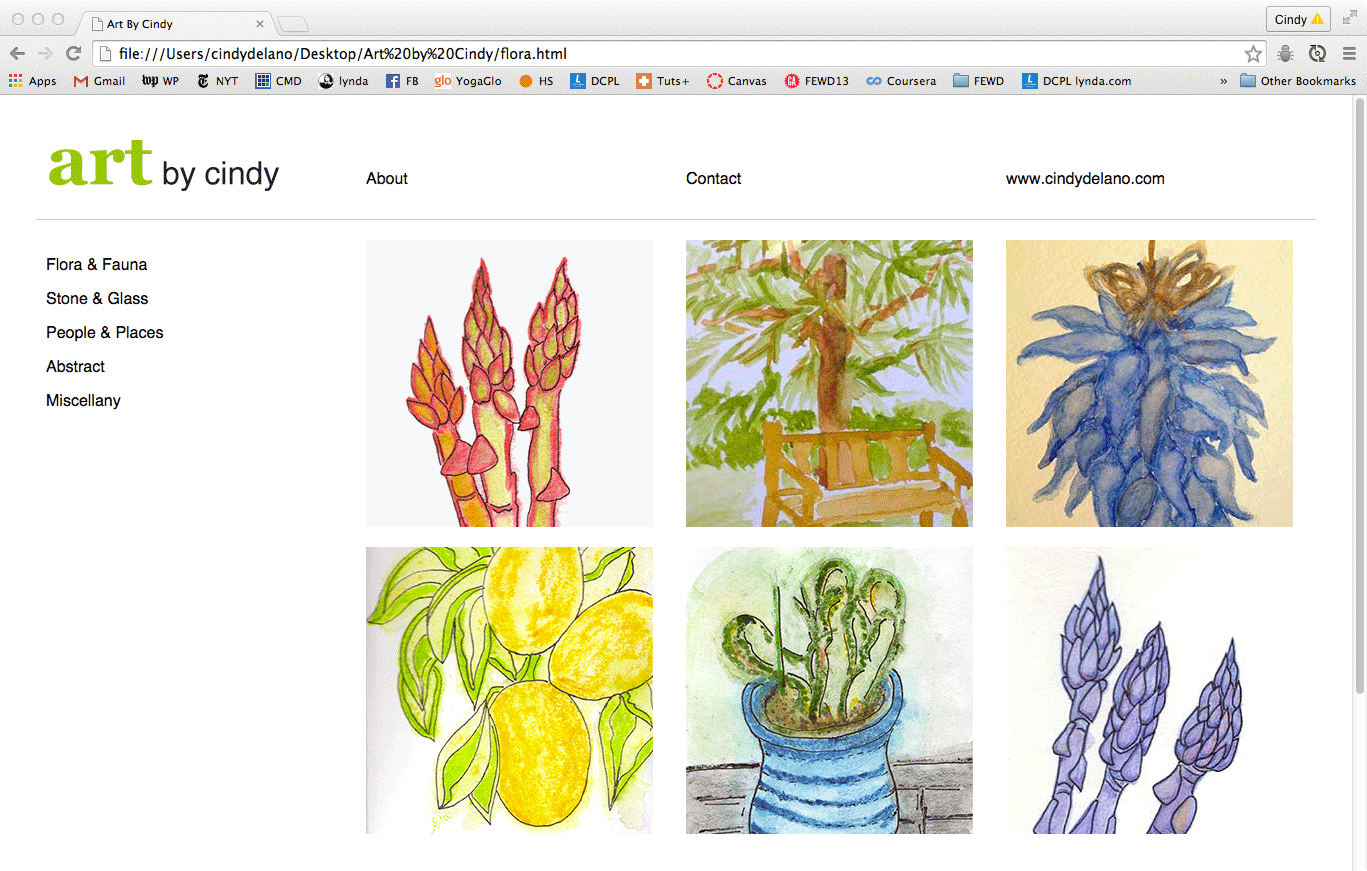 Art By Cindy
Cindy
file:///Users/cindydelano/Desktop/Art%20by%20Cindy/flora.html
Apps Gmail WP NYT CMD lynda FB YogaGlo HS DCPL Tuts+ Canvas FEWD13 Coursera FEWD DCPL lynda.com » Other Bookmarks
art by cindy
About Contact www.cindydelano.com
Flora & Fauna
Stone & Glass
People & Places
Abstract
Miscellany